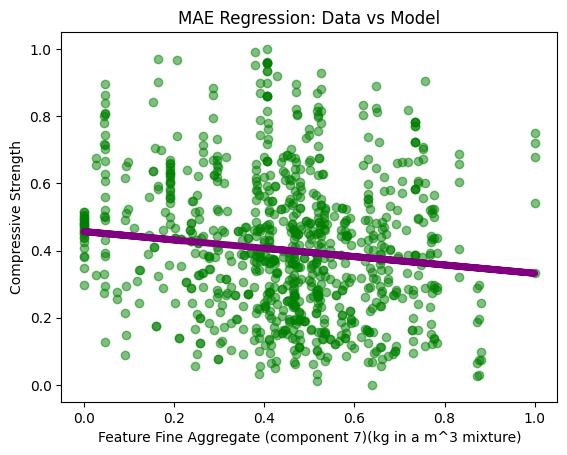 MAE Regression: Data vs Model
Compressive Strength
1.0
0.8
0.6
0.4
0.2
0.0
0.0 0.2 0.4 0.6 0.8 1.0
Feature Fine Aggregate (component 7)(kg in a m^3 mixture)